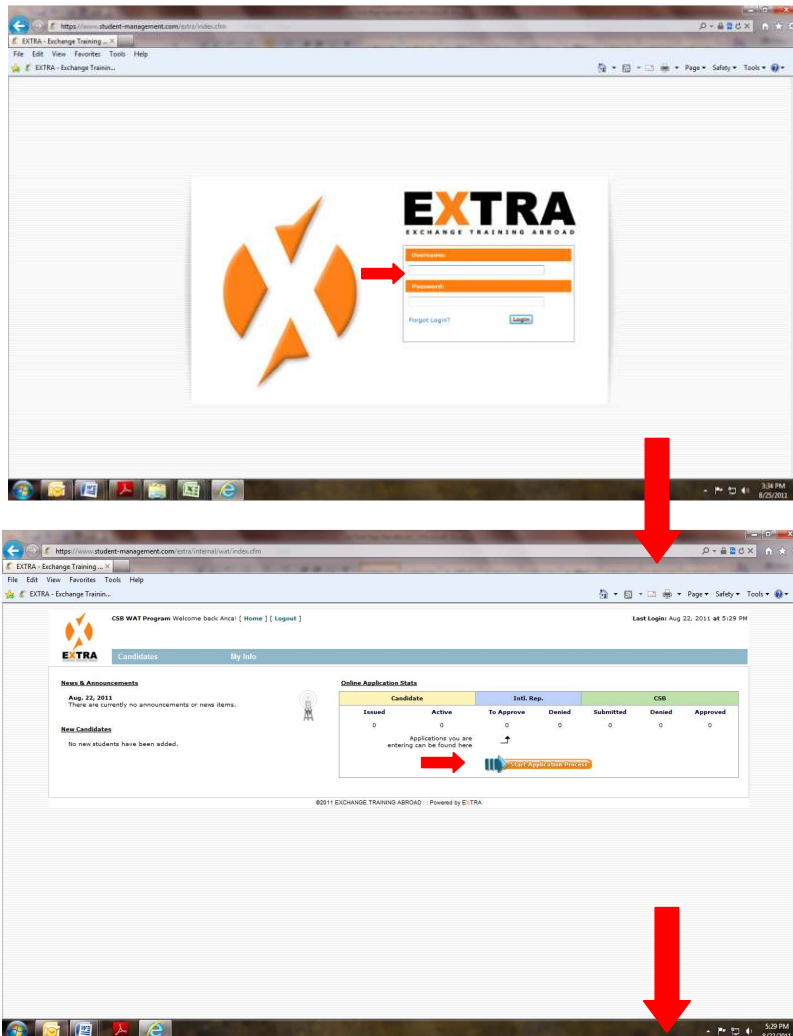 https://www.student-management.com/extra/index.cfm
EXTRA - Exchange Training ...
File Edit View Favorites Tools Help
EXTRA - Exchange Trainin...
Page Safety Tools
EXTRA
EXCHANGE TRAINING ABROAD
Username:
Password:
Forgot Login?
Login
3:34 PM
8/25/2011
https://www.student-management.com/extra/internal/wat/index.cfm
EXTRA - Exchange Training ...
File Edit View Favorites Tools Help
EXTRA - Exchange Trainin...
Page Safety Tools
CSB WAT Program Welcome back Anca! [ Home ] [ Logout ]
Last Login: Aug 22, 2011 at 5:29 PM
EXTRA
Candidates My Info
News & Announcements
Aug. 22, 2011
There are currently no announcements or news items.
New Candidates
No new students have been added.
Online Application Stats
Candidate Intl. Rep. CSB
Issued Active To Approve Denied Submitted Denied Approved
0 0 0 0 0 0 0
Applications you are
entering can be found here
Start Application Process
©2011 EXCHANGE TRAINING ABROAD :: Powered by EXTRA
5:29 PM
8/22/2011